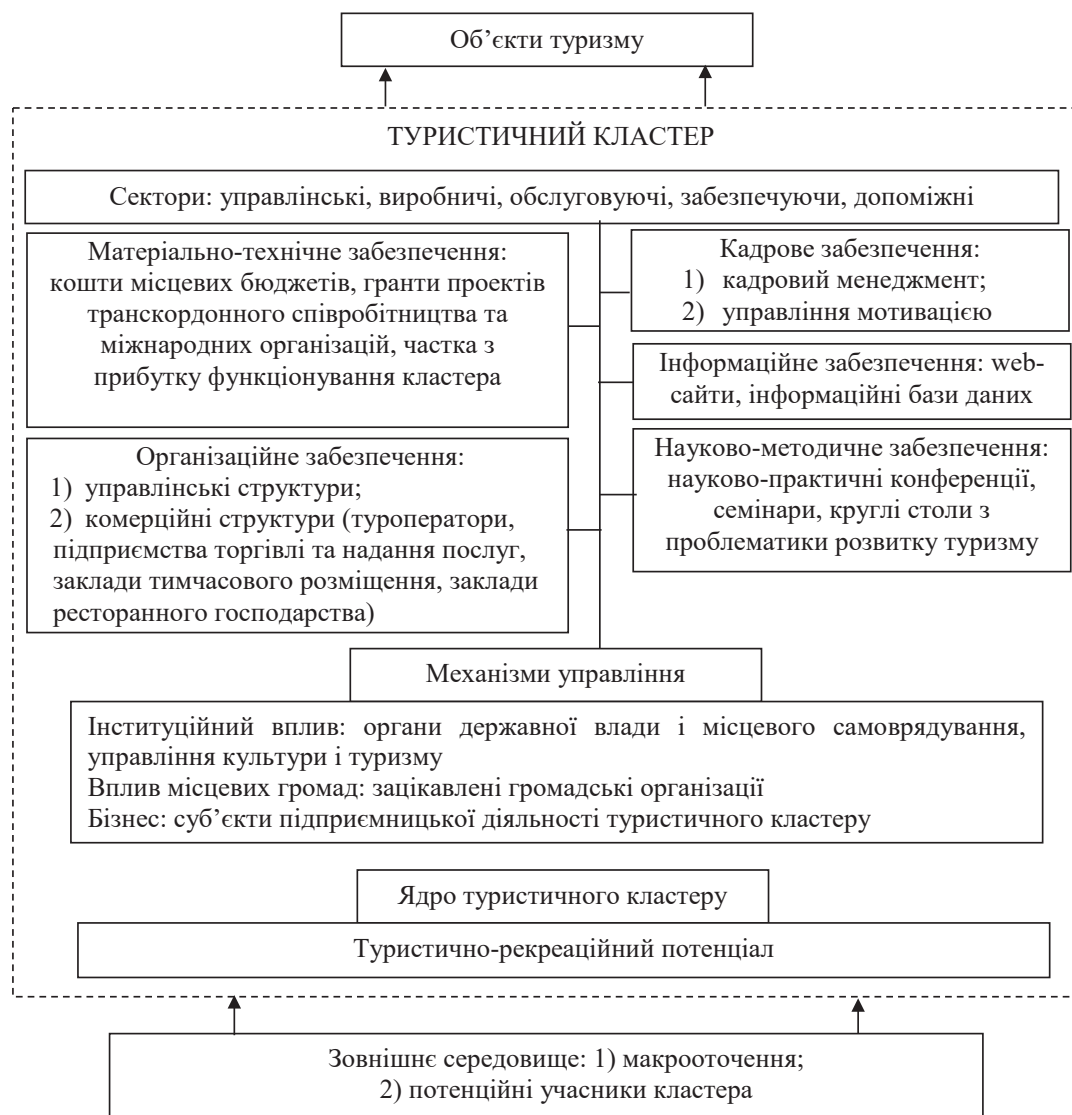 Об’єкти туризму
ТУРИСТИЧНИЙ КЛАСТЕР
Сектори: управлінські, виробничі, обслуговуючі, забезпечуючи, допоміжні
Матеріально-технічне забезпечення:
кошти місцевих бюджетів, гранти проектів
транскордонного співробітництва та
міжнародних організацій, частка з
прибутку функціонування кластера
Кадрове забезпечення:
1) кадровий менеджмент;
2) управління мотивацією
Інформаційне забезпечення: web-
сайти, інформаційні бази даних
Організаційне забезпечення:
1) управлінські структури;
2) комерційні структури (туроператори,
підприємства торгівлі та надання послуг,
заклади тимчасового розміщення, заклади
ресторанного господарства)
Науково-методичне забезпечення:
науково-практичні конференції,
семінари, круглі столи з
проблематики розвитку туризму
Механізми управління
Інституційний вплив: органи державної влади і місцевого самоврядування,
управління культури і туризму
Вплив місцевих громад: зацікавлені громадські організації
Бізнес: суб’єкти підприємницької діяльності туристичного кластеру
Ядро туристичного кластеру
Туристично-рекреаційний потенціал
Зовнішнє середовище: 1) макрооточення;
2) потенційні учасники кластера